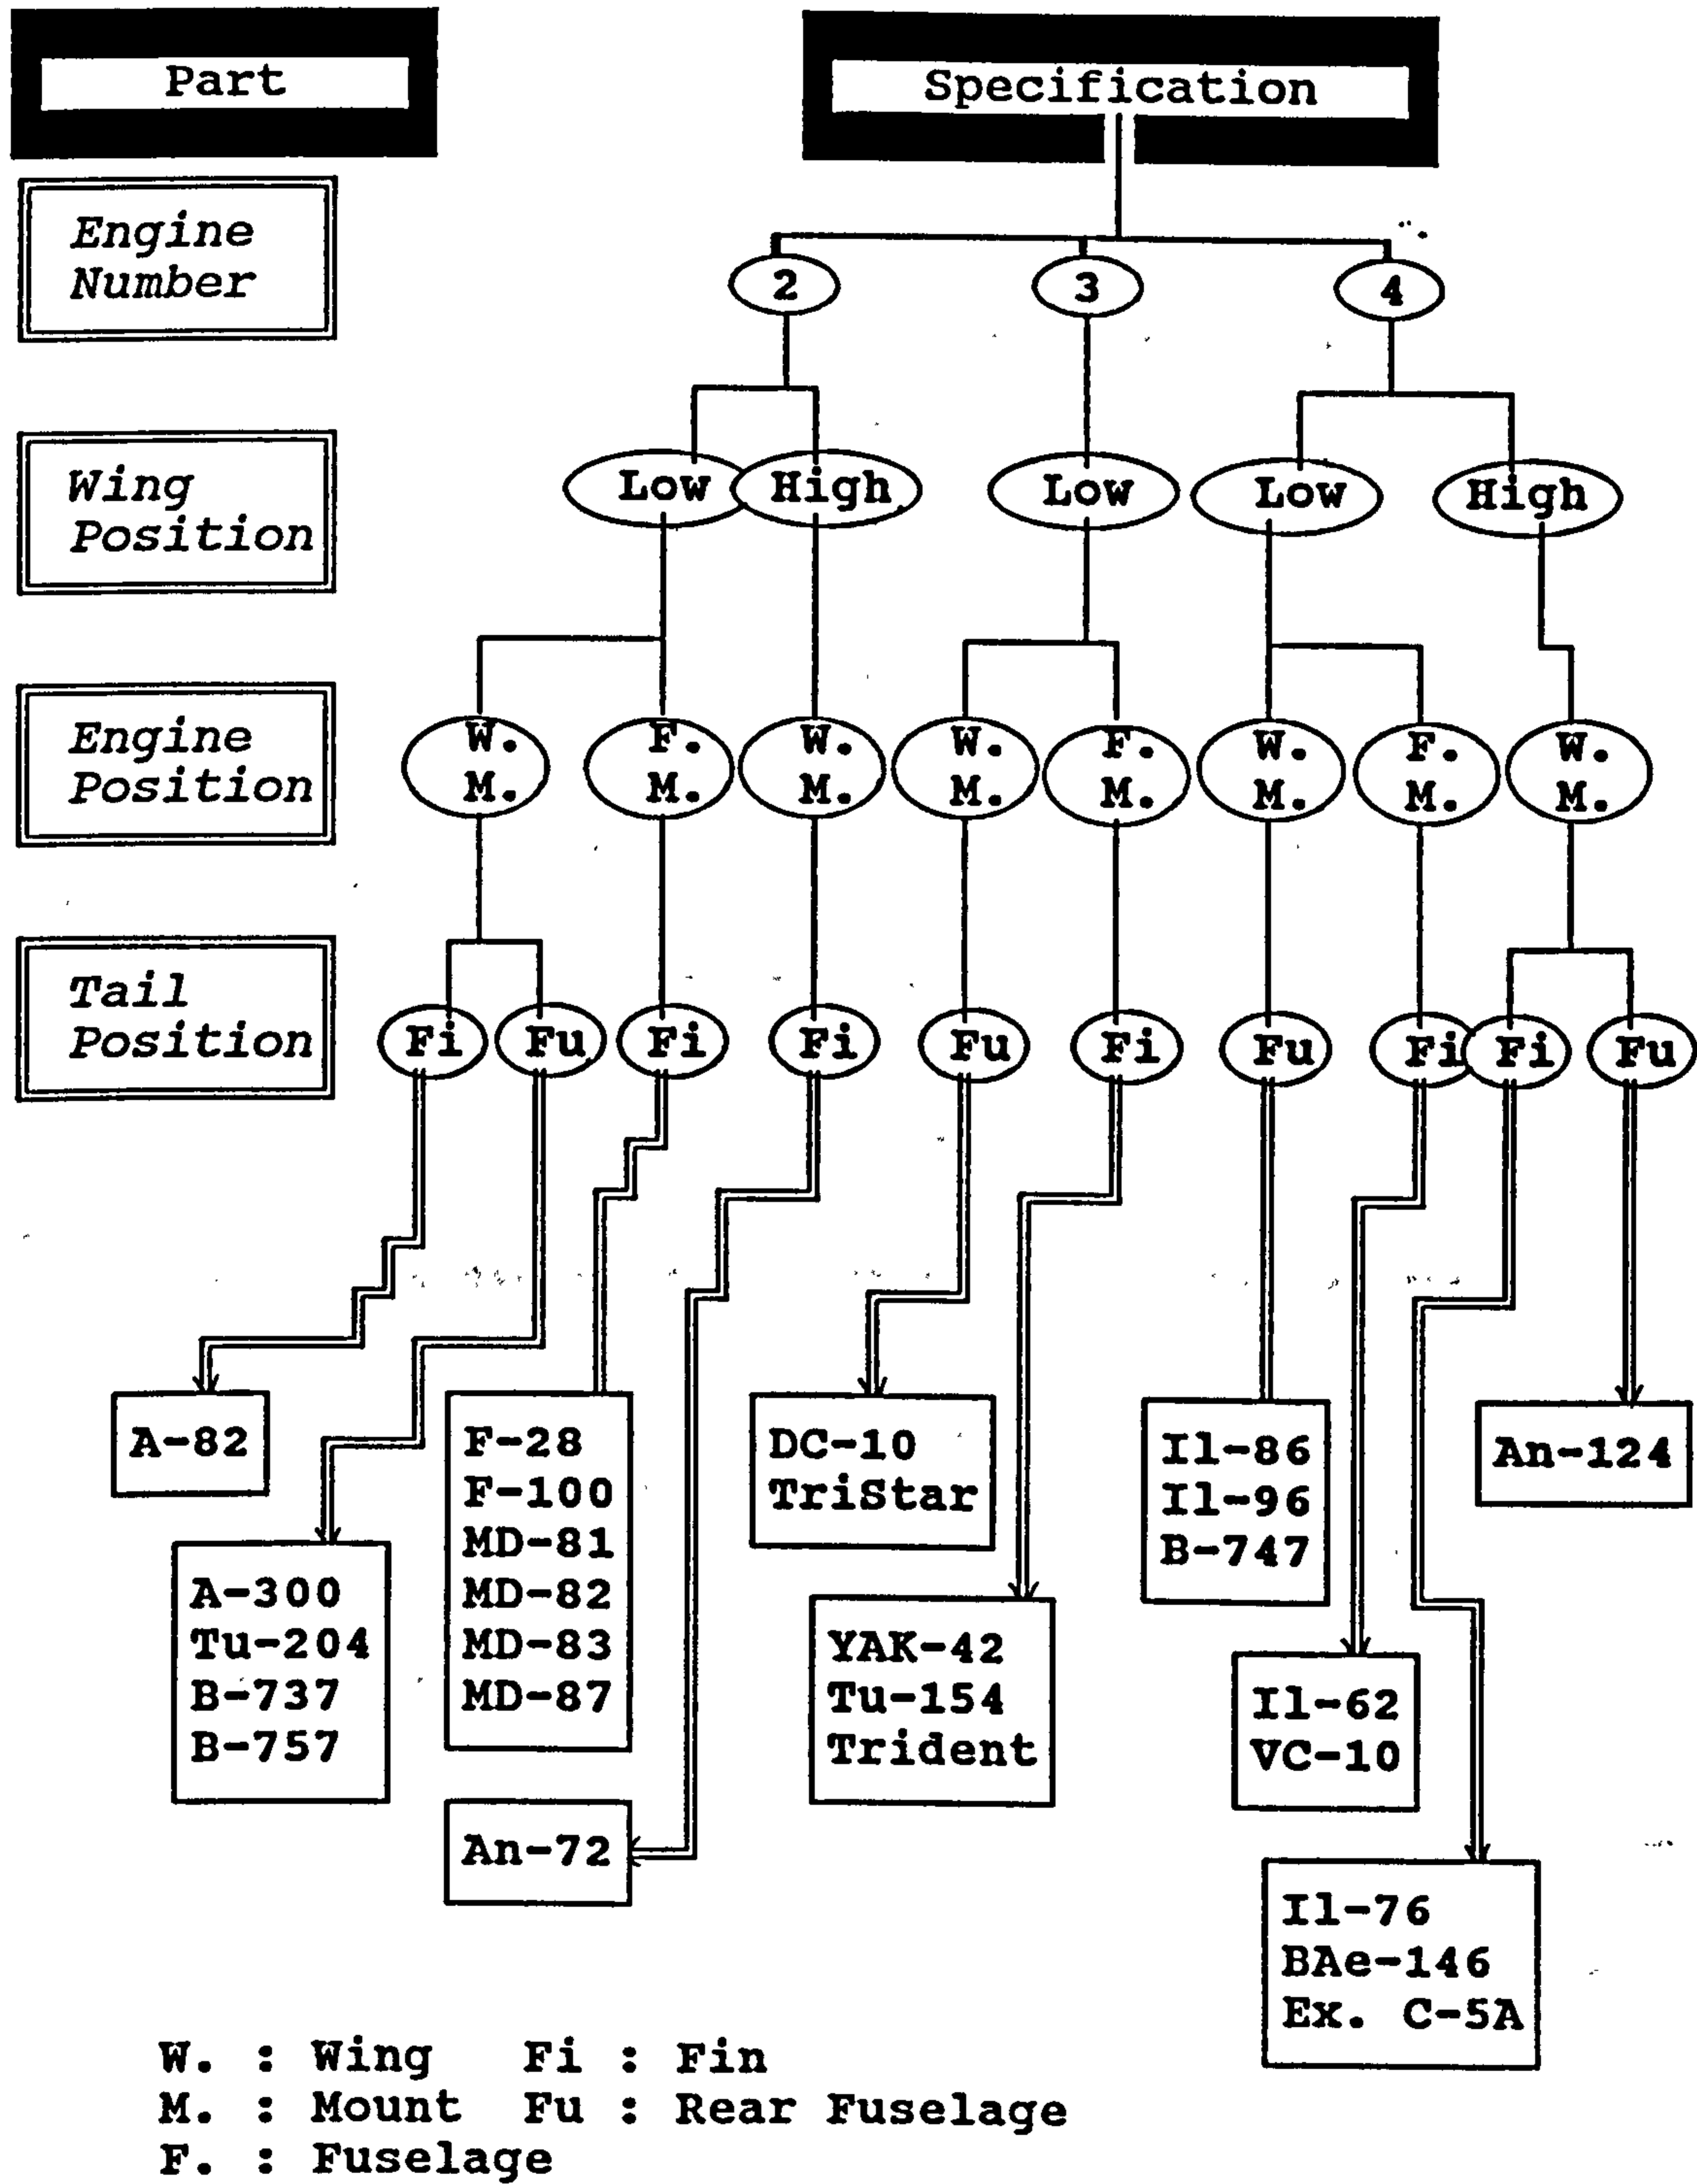 Part
Specification
Engine
Number
2 3 4
Wing
Position
Low High Low Low High
Engine
Position
W. F. W. W. F. W. F. W.
M. M. M. M. M. M. M. M.
Tail
Position
Fi Fu Fi Fi Fu Fi Fu Fi Fi Fu
A-82
A-300
Tu-204
B-737
B-757
F-28
F-100
MD-81
MD-82
MD-83
MD-87
An-72
DC-10
TriStar
YAK-42
Tu-154
Trident
Il-86
Il-96
B-747
Il-62
VC-10
Il-76
BAe-146
Ex. C-5A
An-124
W. : Wing Fi : Fin
M. : Mount Fu : Rear Fuselage
F. : Fuselage